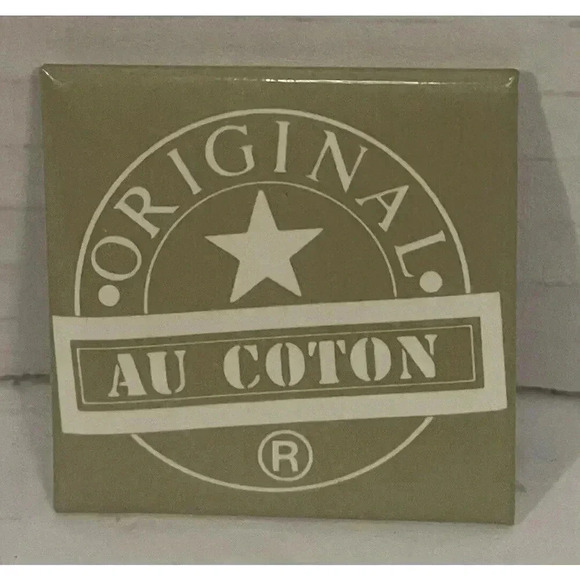 • ORIGINAL •
AU COTON
®